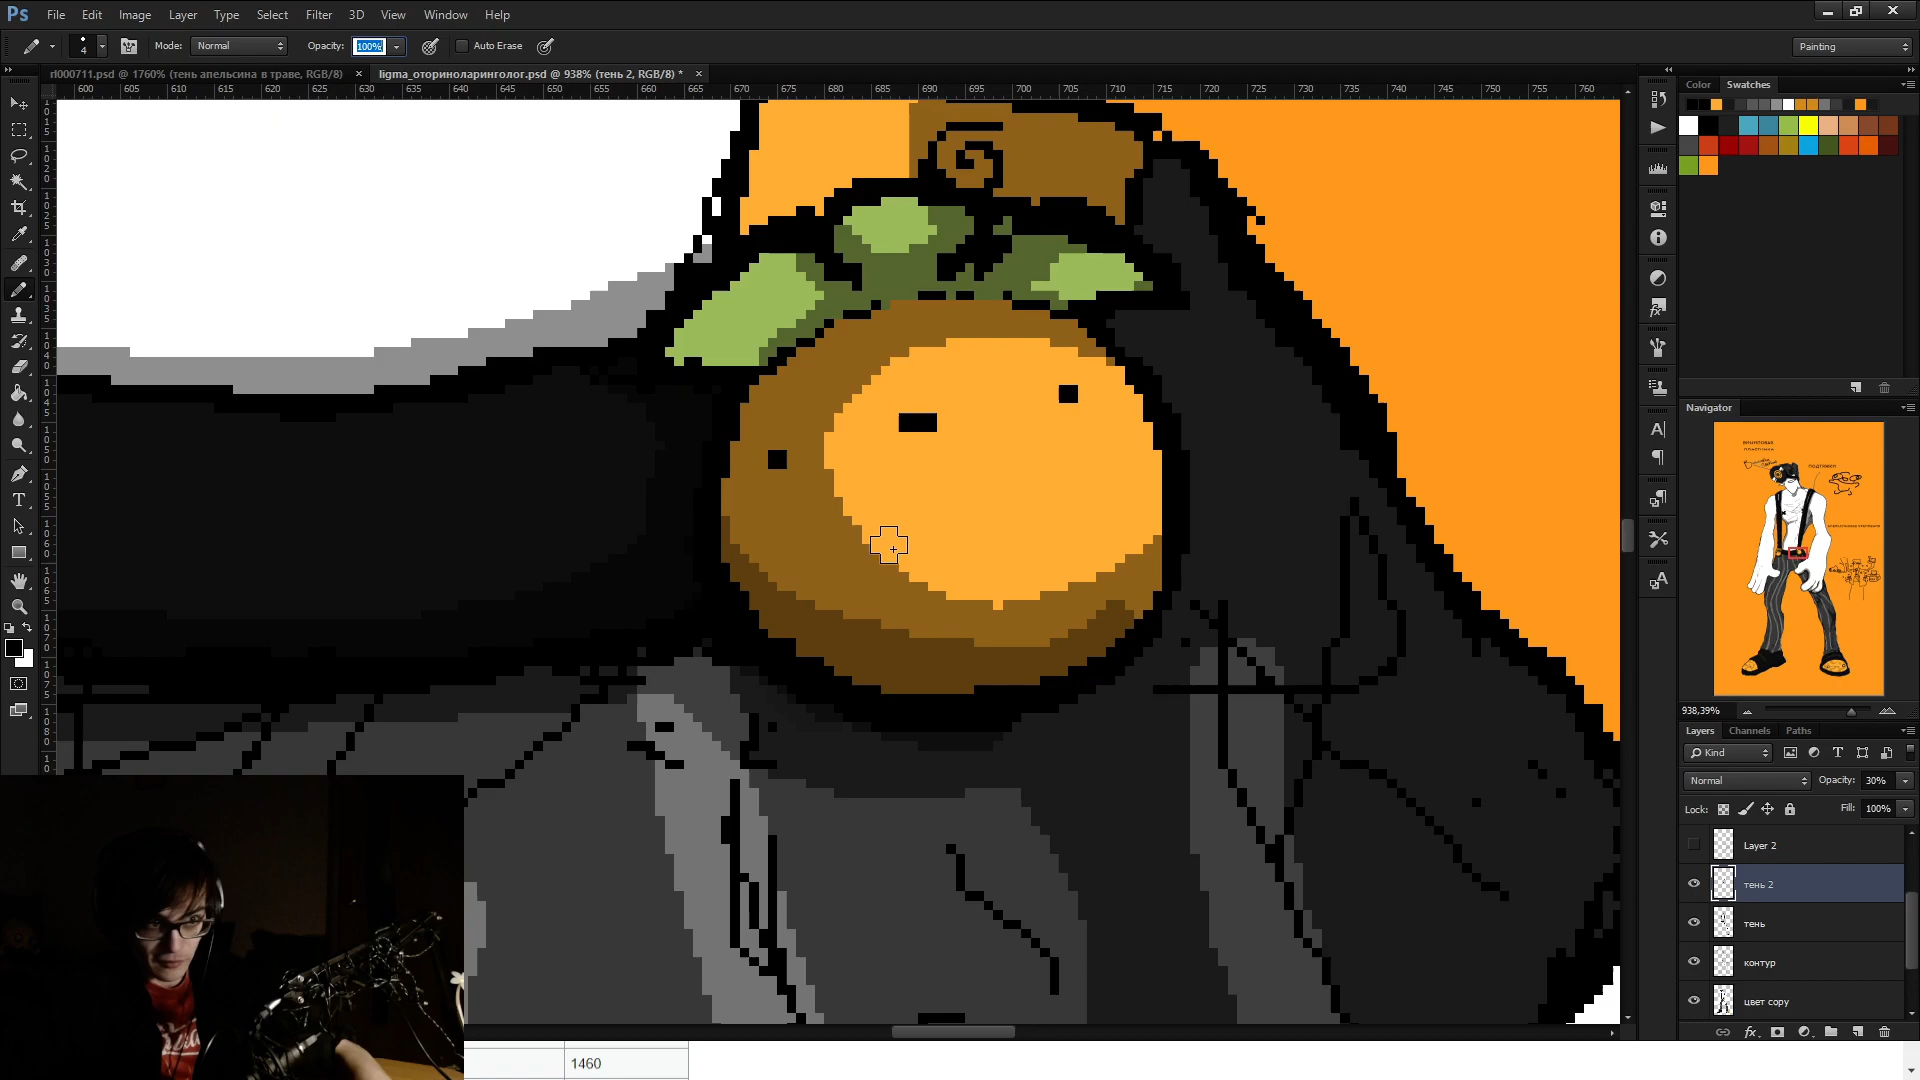 Ps File Edit Image Layer Type Select Filter 3D View Window Help
4 Mode: Normal Opacity: 100% Auto Erase Painting
rl000711.psd @ 1760% (тень апельсина в траве, RGB/8) × ligma_оториноларинголог.psd @ 938% (тень 2, RGB/8) * ×
600 605 610 615 620 625 630 635 640 645 650 655 660 665 670 675 680 685 690 695 700 705 710 715 720 725 730 735 740 745 750 755 760
Color Swatches
Navigator
ПОДТЯЖКИ
938,39%
Layers Channels Paths
Kind
Normal Opacity: 30%
Lock: Fill: 100%
Layer 2
тень 2
тень
контур
цвет copy
1460